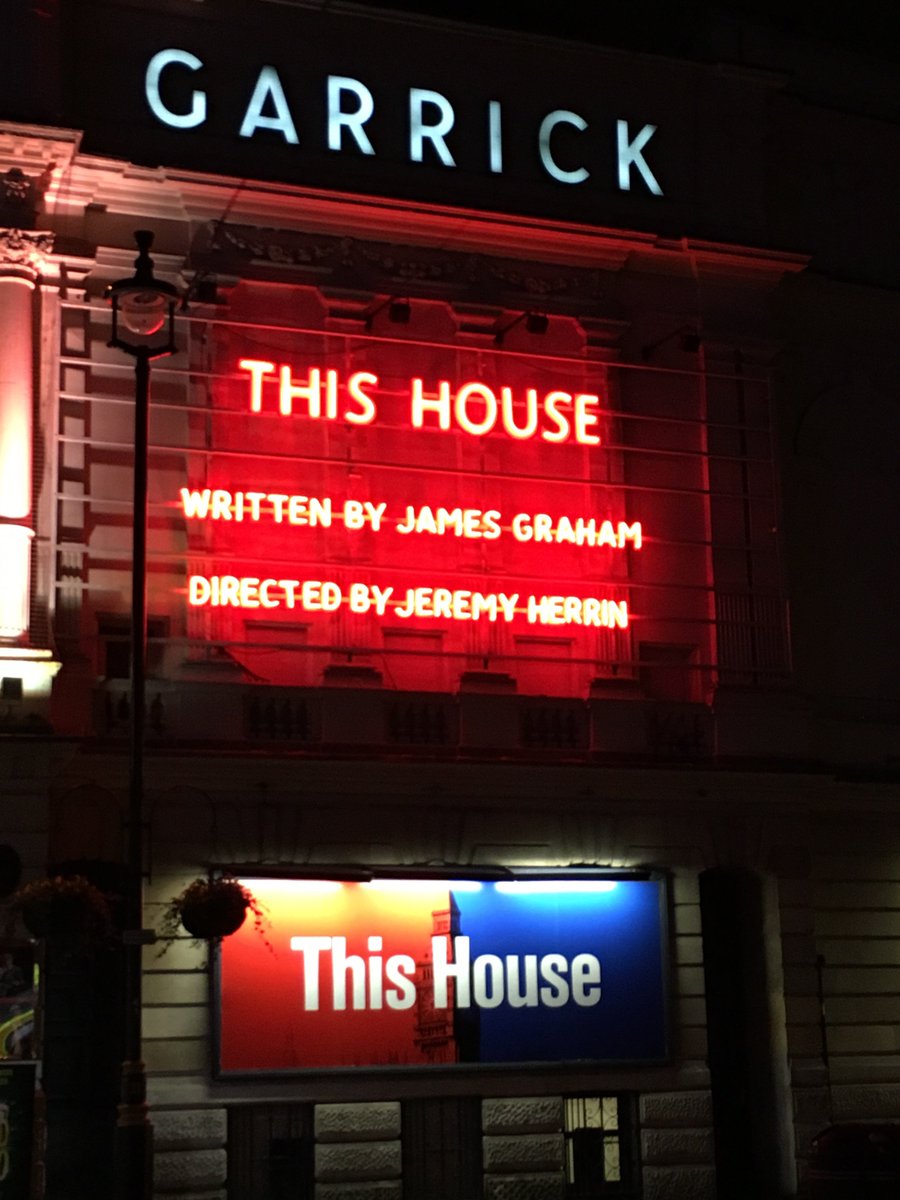 GARRICK
THIS HOUSE
WRITTEN BY JAMES GRAHAM
DIRECTED BY JEREMY HERRIN
This House